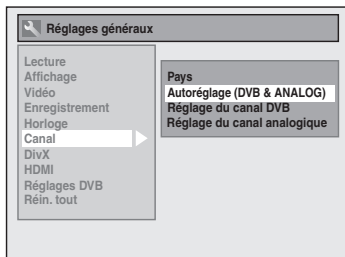 Réglages généraux
Lecture
Affichage
Vidéo
Enregistrement
Horloge
Canal
DivX
HDMI
Réglages DVB
Réin. tout
Pays
Autoréglage (DVB & ANALOG)
Réglage du canal DVB
Réglage du canal analogique